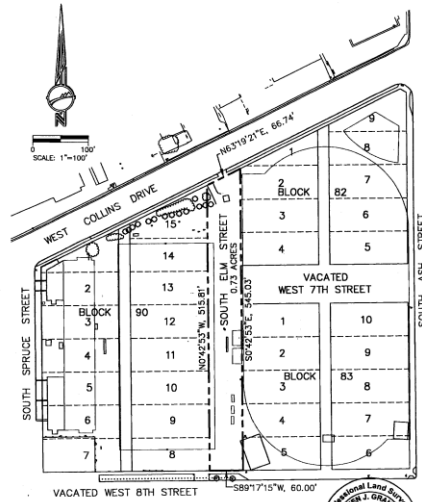 N
0 100'
SCALE: 1"=100'
WEST COLLINS DRIVE
N63°19'21"E, 66.74'
SOUTH SPRUCE STREET
SOUTH ELM STREET
0.73 ACRES
N0°42'53"W, 515.81'
S0°42'53"E, 545.03'
SOUTH ASH STREET
BLOCK 82
1
2
3
4
9
8
7
6
5
VACATED
WEST 7TH STREET
BLOCK 83
1
2
3
4
5
10
9
8
7
6
BLOCK 90
2
3
4
5
6
7
15
14
13
12
11
10
9
8
S89°17'15"W, 60.00'
VACATED WEST 8TH STREET